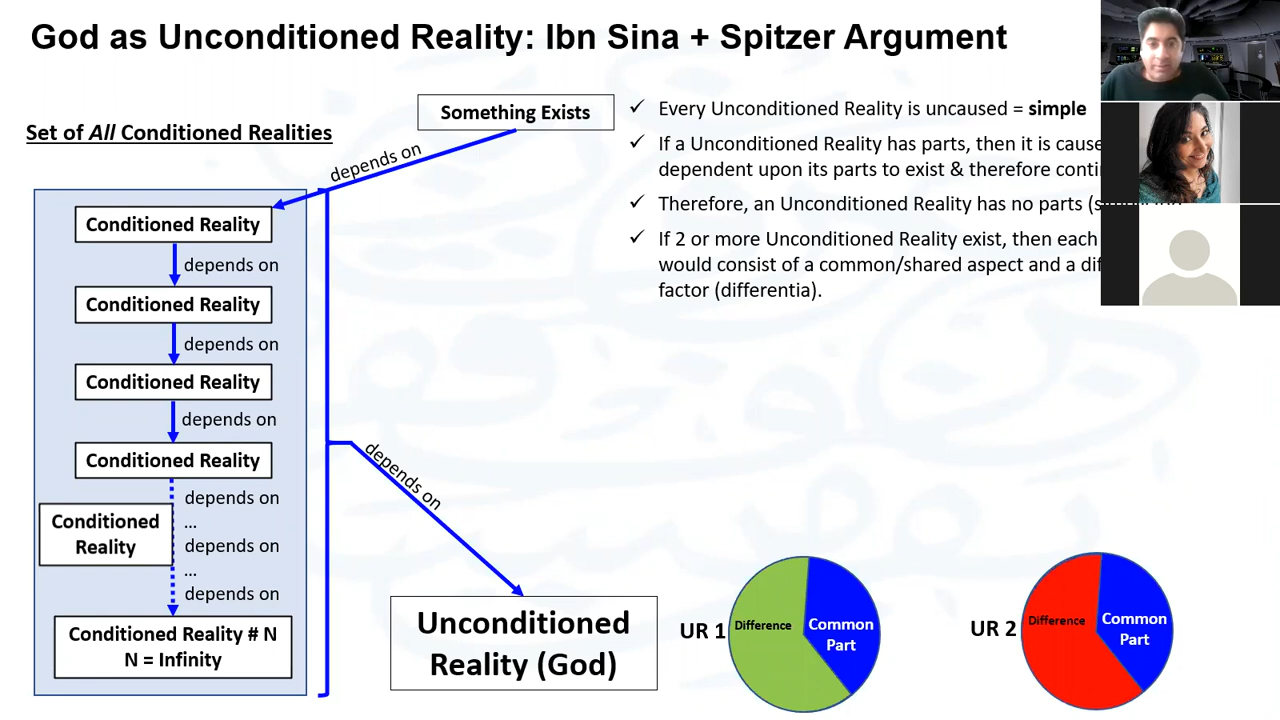 God as Unconditioned Reality: Ibn Sina + Spitzer Argument
Set of All Conditioned Realities
Something Exists
depends on
Conditioned Reality
depends on
Conditioned Reality
depends on
Conditioned Reality
depends on
Conditioned Reality
depends on
...
Conditioned
Reality
depends on
...
depends on
Conditioned Reality # N
N = Infinity
depends on
Unconditioned
Reality (God)
✓ Every Unconditioned Reality is uncaused = simple
✓ If a Unconditioned Reality has parts, then it is
dependent upon its parts to exist & therefore
✓ Therefore, an Unconditioned Reality has no parts
✓ If 2 or more Unconditioned Reality exist, then each
would consist of a common/shared aspect and a
factor (differentia).
UR 1
Difference
Common
Part
UR 2
Difference
Common
Part